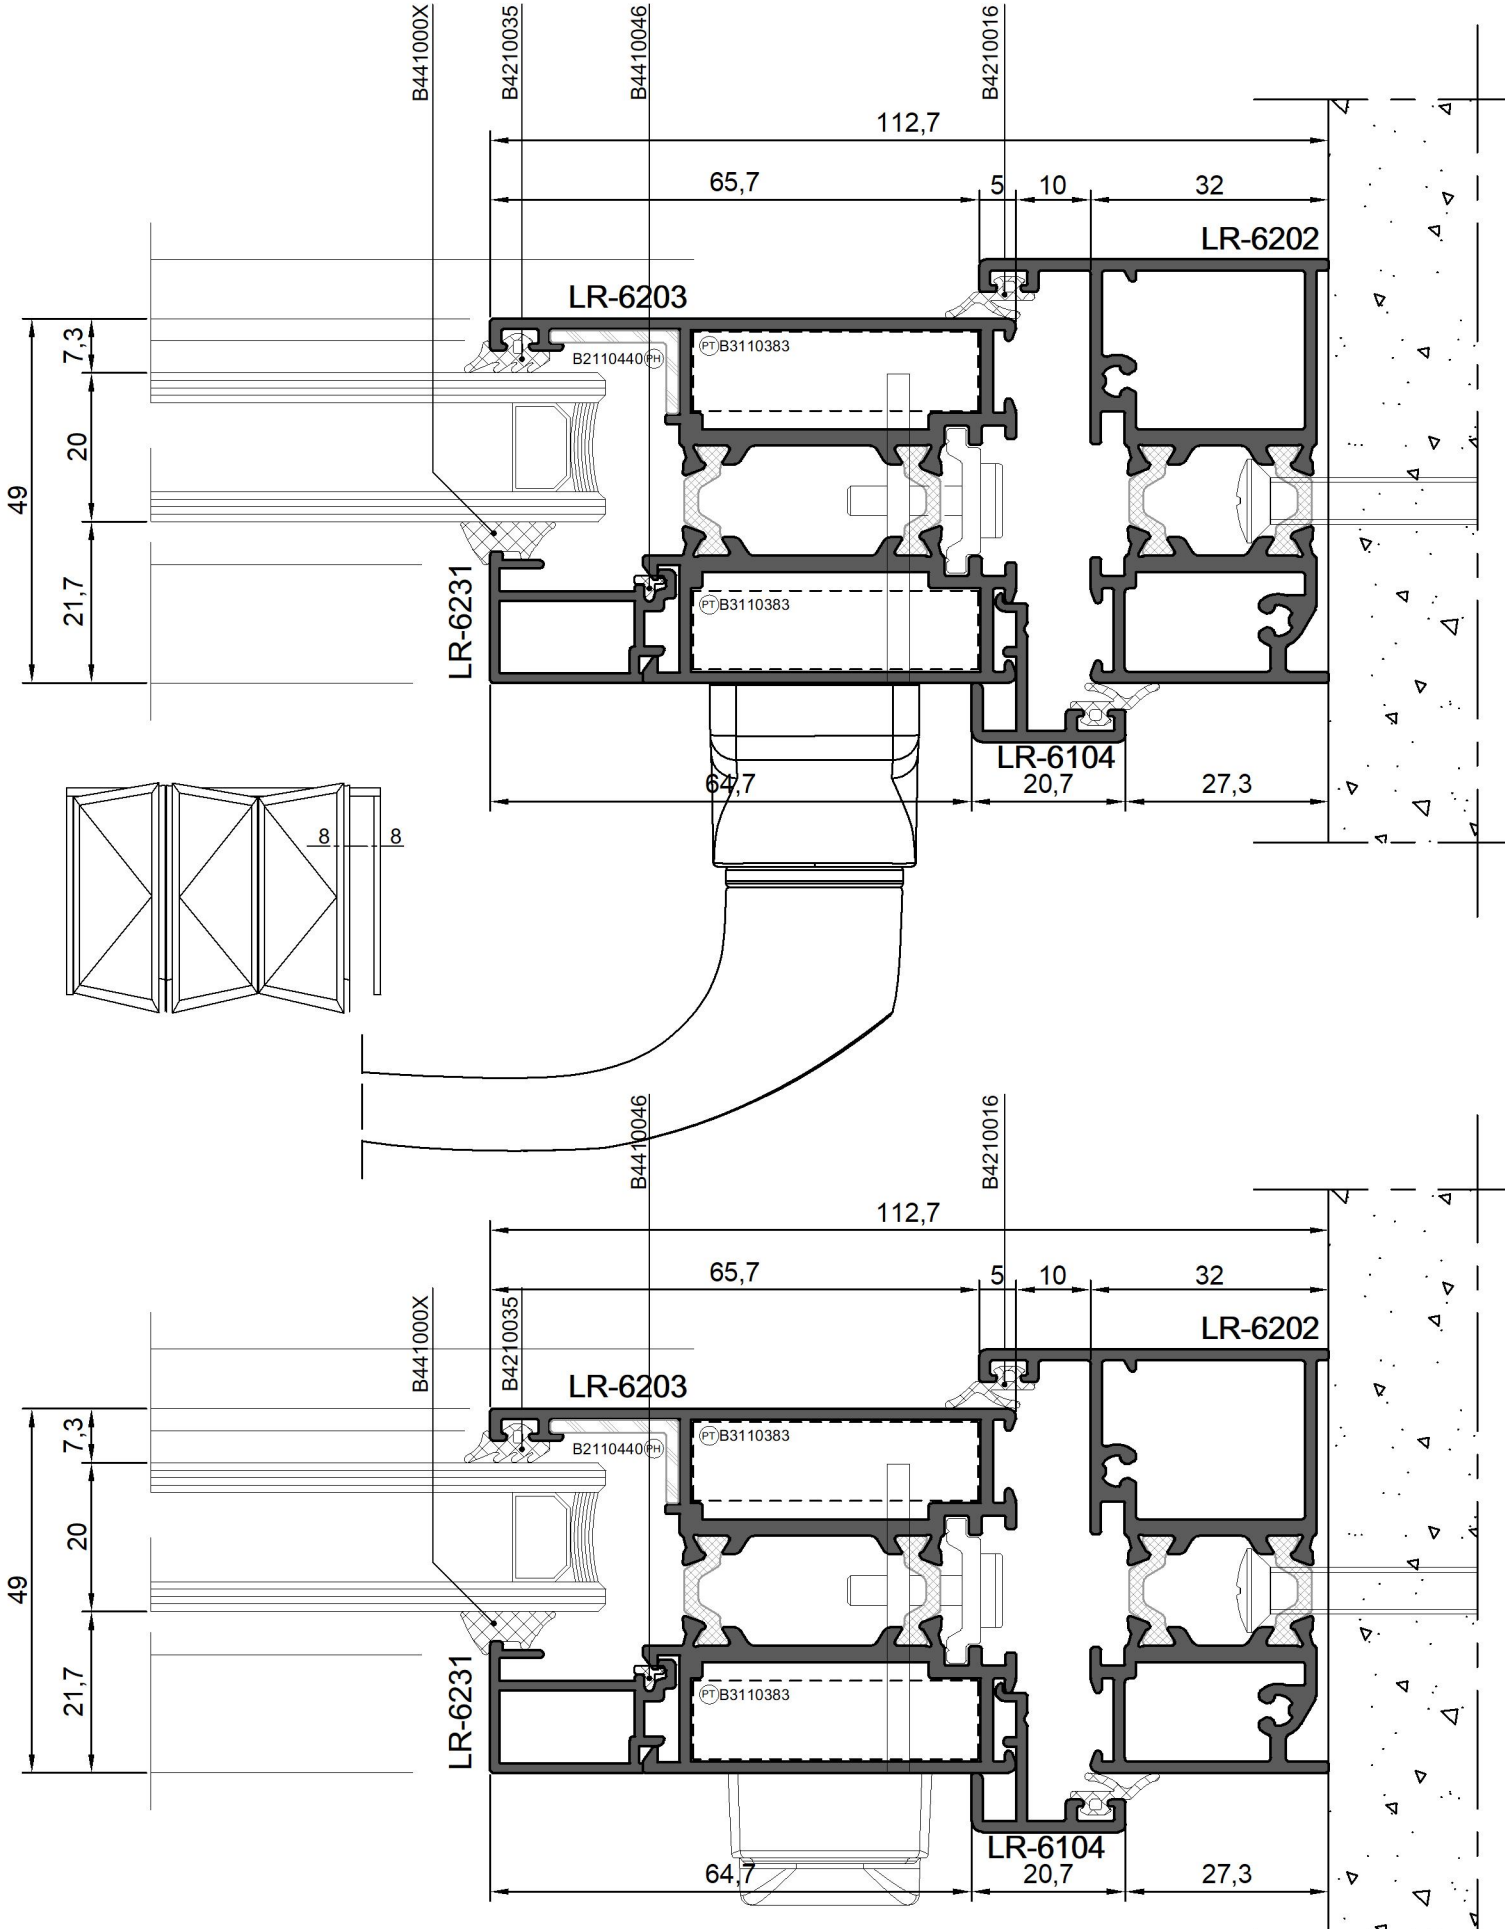 B441000X
B4210035
B4410046
B4210016
112,7
65,7
5
10
32
LR-6202
LR-6203
7,3
B2110440 PH
PT B3110383
20
49
21,7
LR-6231
PT B3110383
LR-6104
64,7
20,7
27,3
8
8
B4410046
B4210016
112,7
65,7
5
10
32
B441000X
B4210035
LR-6202
LR-6203
7,3
B2110440 PH
PT B3110383
20
49
21,7
LR-6231
PT B3110383
LR-6104
64,7
20,7
27,3